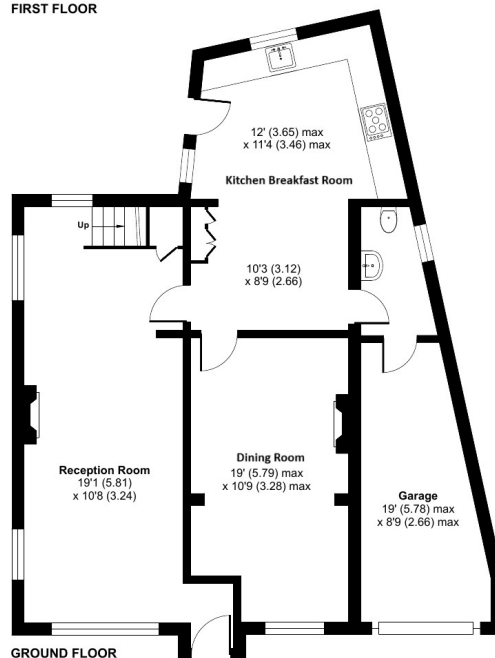 FIRST FLOOR
12' (3.65) max
x 11'4 (3.46) max
Kitchen Breakfast Room
Up
10'3 (3.12)
x 8'9 (2.66)
Reception Room
19'1 (5.81)
x 10'8 (3.24)
Dining Room
19' (5.79) max
x 10'9 (3.28) max
Garage
19' (5.78) max
x 8'9 (2.66) max
GROUND FLOOR